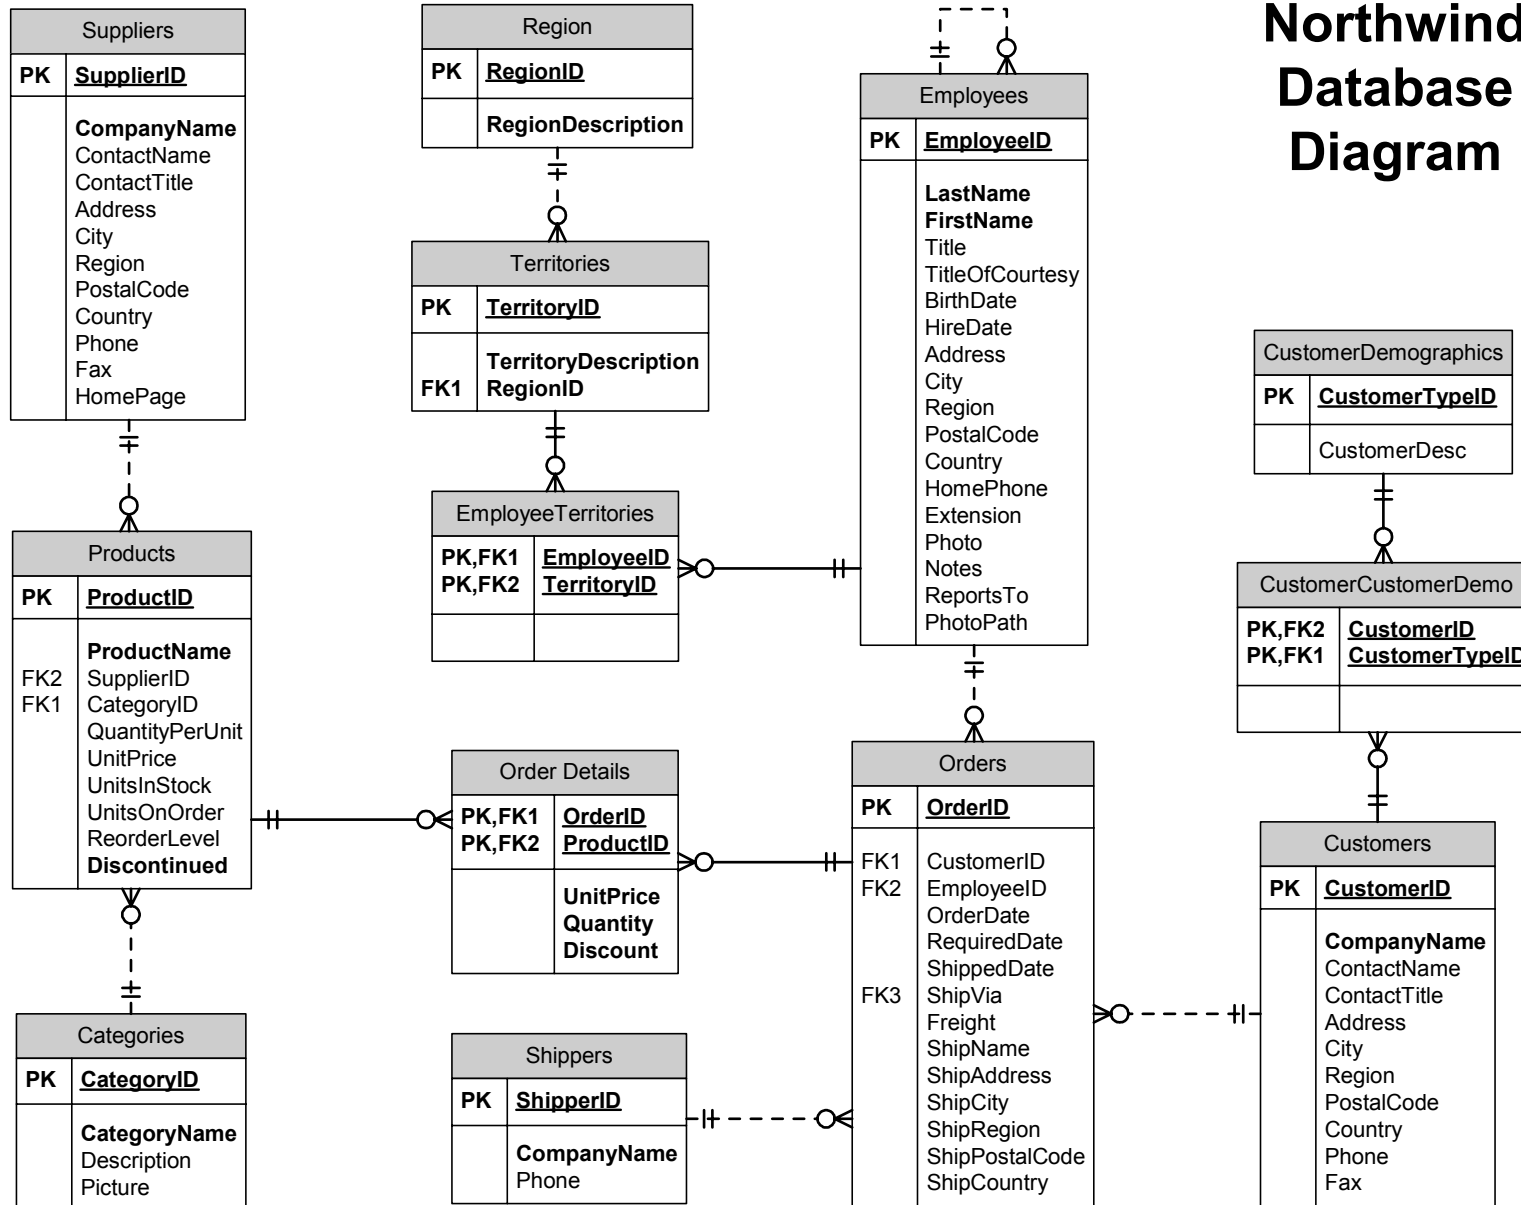 Northwind
Database
Diagram
Suppliers
PK SupplierID
CompanyName
ContactName
ContactTitle
Address
City
Region
PostalCode
Country
Phone
Fax
HomePage
Region
PK RegionID
RegionDescription
Territories
PK TerritoryID
TerritoryDescription
FK1 RegionID
EmployeeTerritories
PK,FK1 EmployeeID
PK,FK2 TerritoryID
Employees
PK EmployeeID
LastName
FirstName
Title
TitleOfCourtesy
BirthDate
HireDate
Address
City
Region
PostalCode
Country
HomePhone
Extension
Photo
Notes
ReportsTo
PhotoPath
CustomerDemographics
PK CustomerTypeID
CustomerDesc
CustomerCustomerDemo
PK,FK2 CustomerID
PK,FK1 CustomerTypeID
Products
PK ProductID
ProductName
FK2 SupplierID
FK1 CategoryID
QuantityPerUnit
UnitPrice
UnitsInStock
UnitsOnOrder
ReorderLevel
Discontinued
Order Details
PK,FK1 OrderID
PK,FK2 ProductID
UnitPrice
Quantity
Discount
Orders
PK OrderID
FK1 CustomerID
FK2 EmployeeID
OrderDate
RequiredDate
ShippedDate
FK3 ShipVia
Freight
ShipName
ShipAddress
ShipCity
ShipRegion
ShipPostalCode
ShipCountry
Customers
PK CustomerID
CompanyName
ContactName
ContactTitle
Address
City
Region
PostalCode
Country
Phone
Fax
Categories
PK CategoryID
CategoryName
Description
Picture
Shippers
PK ShipperID
CompanyName
Phone